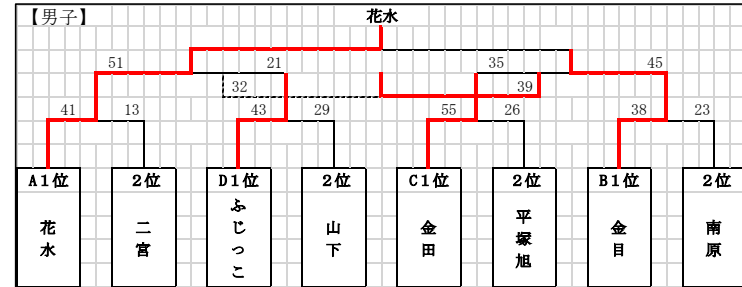 【男子】
花水
51 21 35 45
32 39
41 13 43 29 55 26 38 23
A1位 2位 D1位 2位 C1位 2位 B1位 2位
花水 二宮 ふじっこ 山下 金田 平塚旭 金目 南原